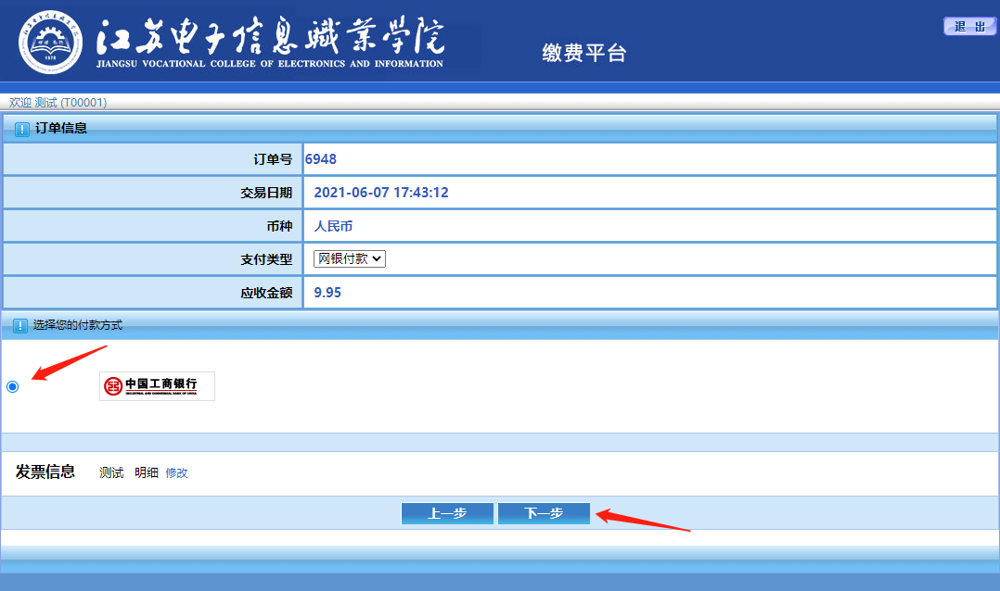 江苏电子信息職業学院
JIANGSU VOCATIONAL COLLEGE OF ELECTRONICS AND INFORMATION
1978
缴费平台
退 出
欢迎 测试 (T00001)
订单信息
订单号 6948
交易日期 2021-06-07 17:43:12
币种 人民币
支付类型 网银付款
应收金额 9.95
选择您的付款方式
中国工商银行
INDUSTRIAL AND COMMERCIAL BANK OF CHINA
发票信息 测试 明细 修改
上一步 下一步